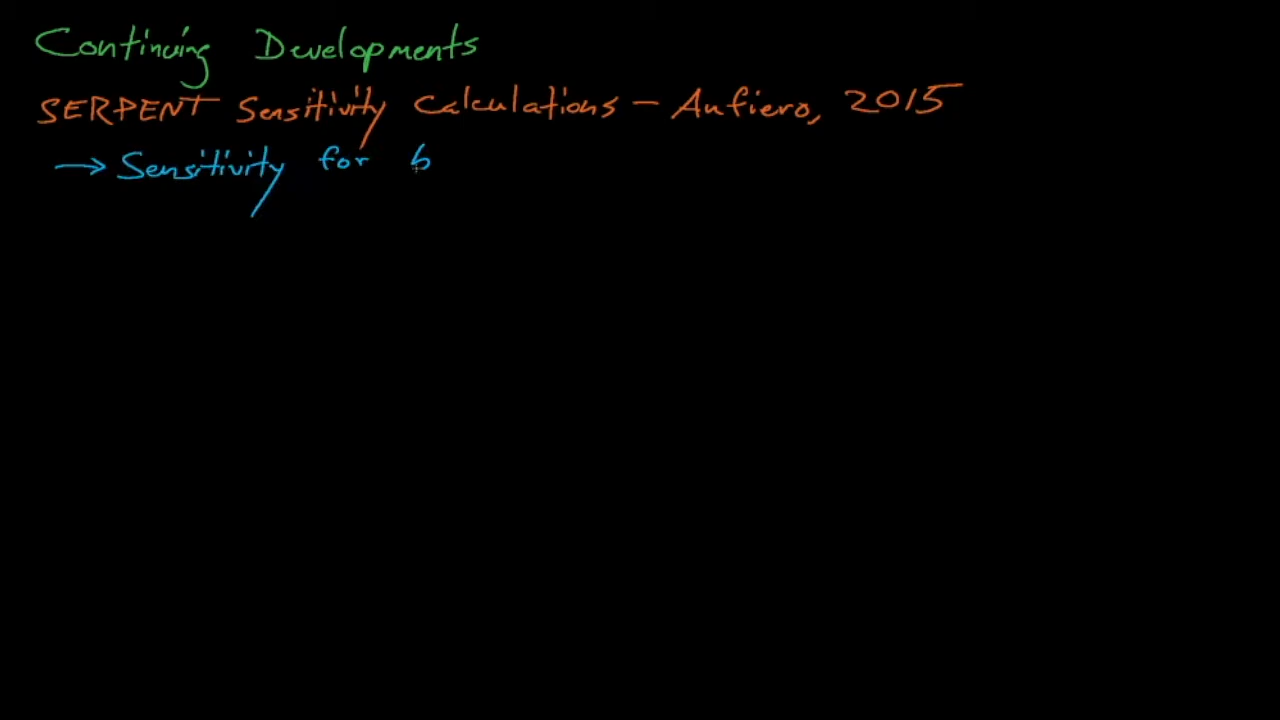 Continuing Developments
SERPENT Sensitivity Calculations – Aufiero, 2015
→ Sensitivity for b